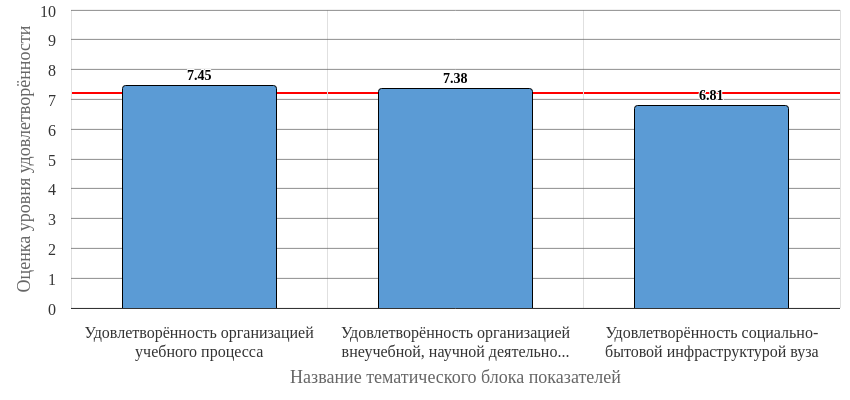 Оценка уровня удовлетворённости
10
9
8
7
6
5
4
3
2
1
0
7.45
7.38
6.81
Удовлетворённость организацией
учебного процесса
Удовлетворённость организацией
внеучебной, научной деятельно...
Удовлетворённость социально-
бытовой инфраструктурой вуза
Название тематического блока показателей